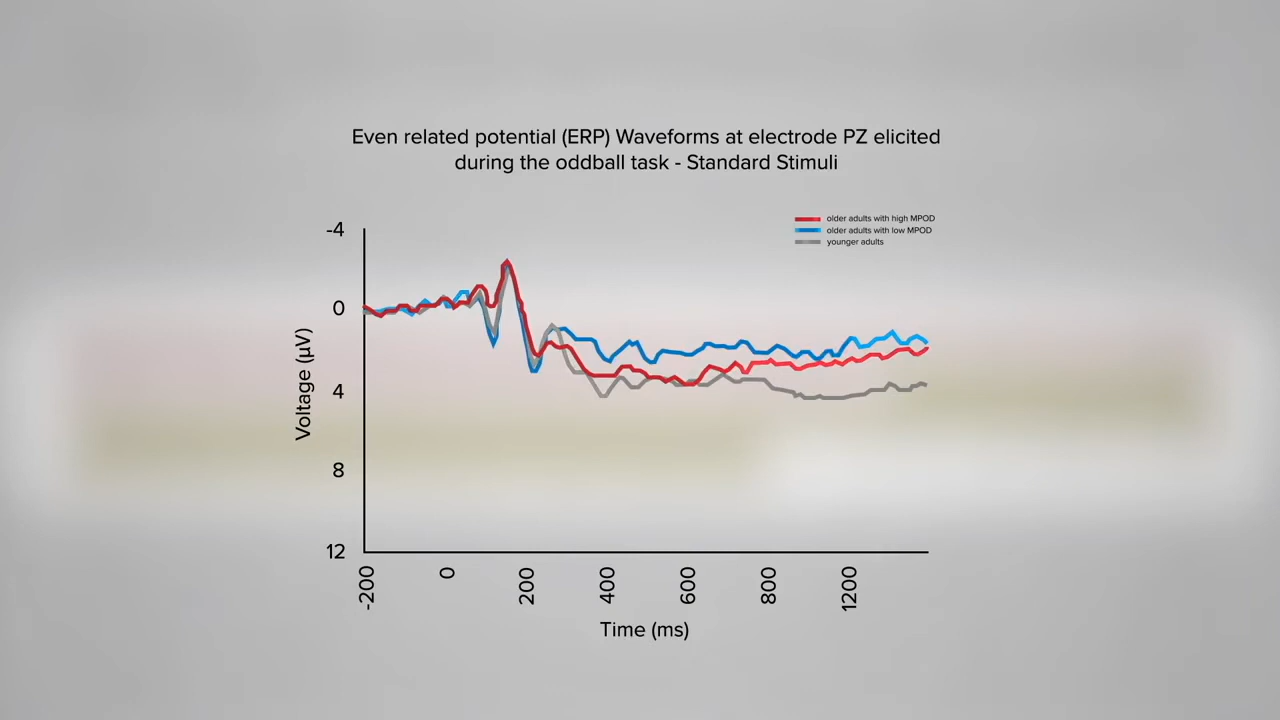 Even related potential (ERP) Waveforms at electrode PZ elicited
during the oddball task - Standard Stimuli
older adults with high MPOD
older adults with low MPOD
younger adults
-4
0
4
8
12
Voltage (μV)
-200
0
200
400
600
800
1200
Time (ms)